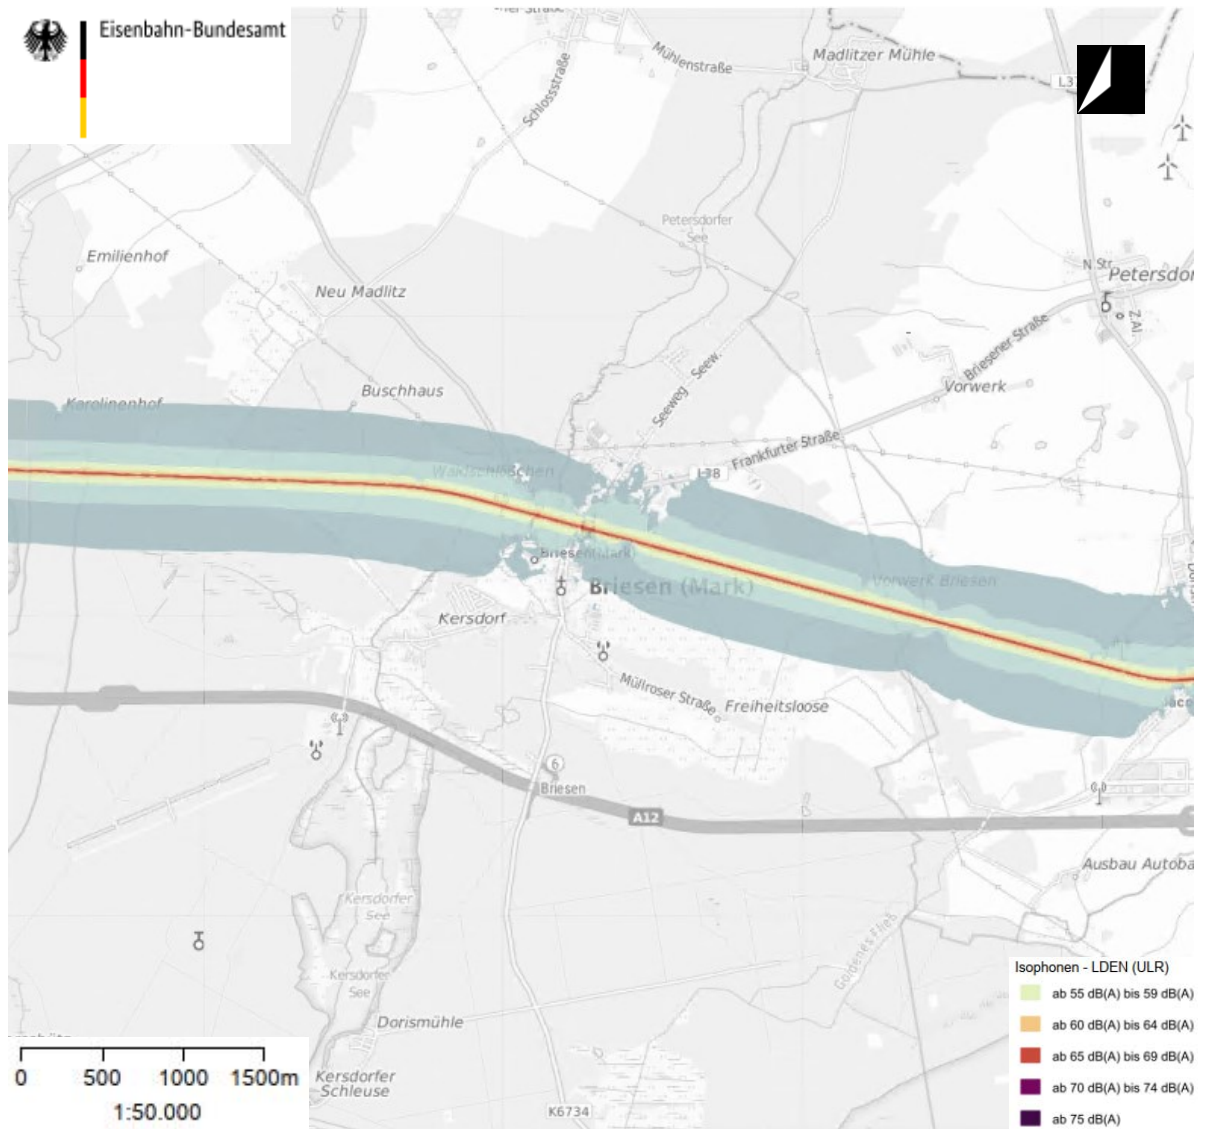 Eisenbahn-Bundesamt
Mühlenstraße
Madlitzer Mühle
Schlossstraße
Petersdorfer
See
Emilienhof
Neu Madlitz
N Str.
Z.Al.
Briesener Straße
Buschhaus
Seew.
Seeweg
Vorwerk
Karolinenhof
Frankfurter Straße
L38
Waldschlösschen
Briesen (Mark)
Briesen (Mark)
Vorwerk Briesen
Kersdorf
Müllroser Straße
Freiheitsloose
6
Briesen
A12
Ausbau Autoba
Kersdorfer
See
Goldenes Fließ
Kersdorfer
See
Dorismühle
Kersdorfer
Schleuse
K6734
0 500 1000 1500m
1:50.000
Isophonen - LDEN (ULR)
ab 55 dB(A) bis 59 dB(A)
ab 60 dB(A) bis 64 dB(A)
ab 65 dB(A) bis 69 dB(A)
ab 70 dB(A) bis 74 dB(A)
ab 75 dB(A)